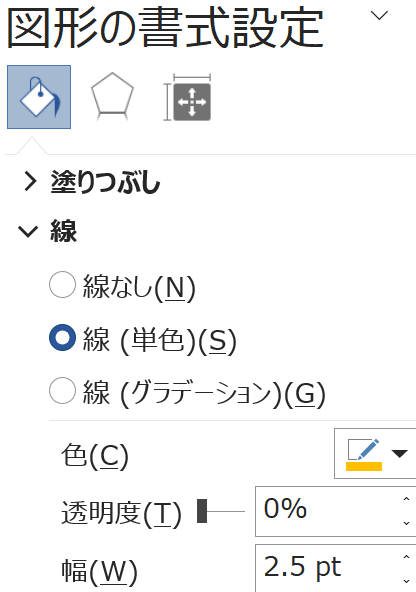 図形の書式設定
塗りつぶし
線
線なし(N)
線 (単色)(S)
線 (グラデーション)(G)
色(C)
透明度(T) 0%
幅(W) 2.5 pt